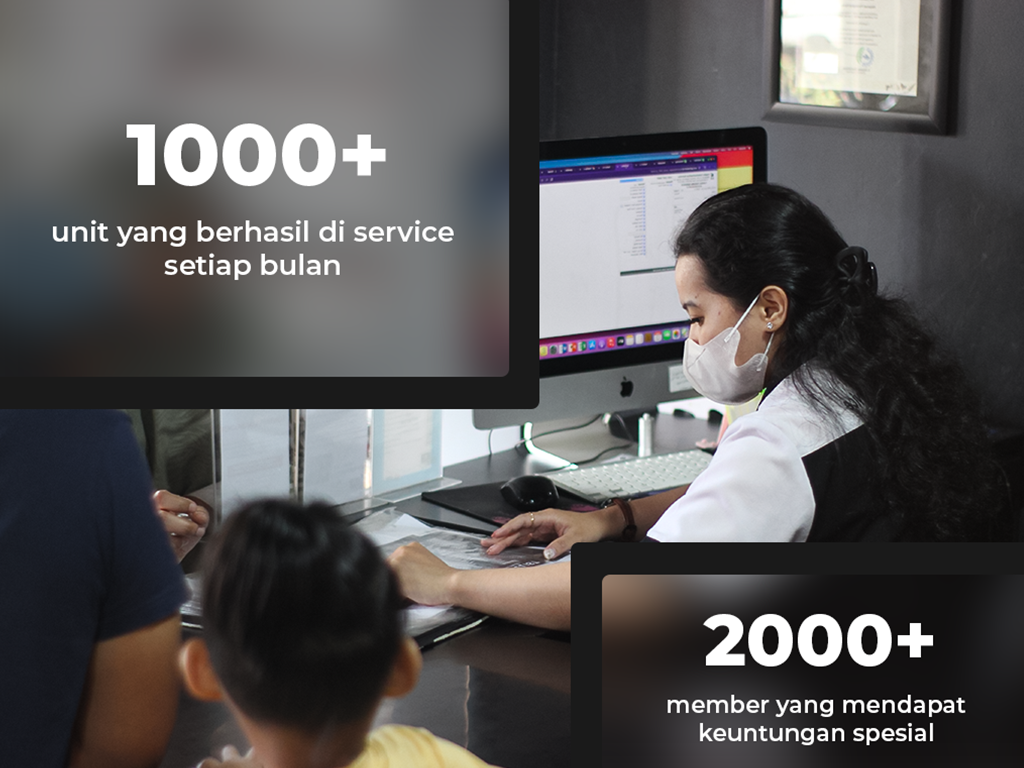 1000+
unit yang berhasil di service
setiap bulan
2000+
member yang mendapat
keuntungan spesial